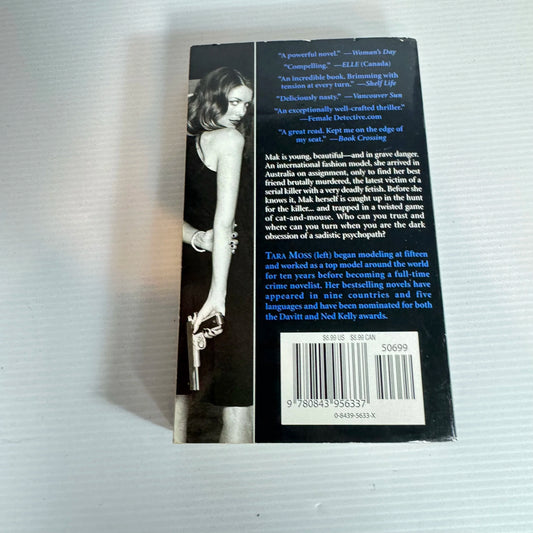 “A powerful novel.” —Woman’s Day
“Compelling.” —ELLE (Canada)
“An incredible book. Brimming with
tension at every turn.” —Shelf Life
“Deliciously nasty.” —Vancouver Sun
“An exceptionally well-crafted thriller.”
—Female Detective.com
“A great read. Kept me on the edge of
my seat.” —Book Crossing
Mak is young, beautiful—and in grave danger.
An international fashion model, she arrived in
Australia on assignment, only to find her best
friend brutally murdered, the latest victim of a
serial killer with a very deadly fetish. Before she
knows it, Mak herself is caught up in the hunt
for the killer... and trapped in a twisted game
of cat-and-mouse. Who can you trust and
where can you turn when you are the dark
obsession of a sadistic psychopath?
TARA MOSS (left) began modeling at fifteen
and worked as a top model around the world
for ten years before becoming a full-time
crime novelist. Her bestselling novels have
appeared in nine countries and five
languages and have been nominated for both
the Davitt and Ned Kelly awards.
$6.99 US $8.99 CAN
50699
9 780843 956337
0-8439-5633-X